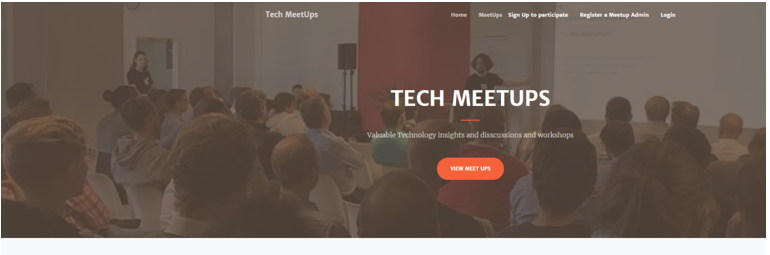 Tech MeetUps
Home MeetUps Sign Up to participate Register a Meetup Admin Login
TECH MEETUPS
Valuable Technology insights and disscussions and workshops
VIEW MEET UPS